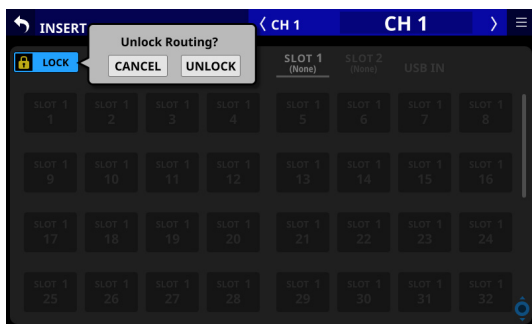 INSERT
CH 1
CH 1
Unlock Routing?
CANCEL UNLOCK
LOCK
SLOT 1 SLOT 2 USB IN
(None) (None)
SLOT 1 SLOT 1 SLOT 1 SLOT 1 SLOT 1 SLOT 1 SLOT 1 SLOT 1
1 2 3 4 5 6 7 8
SLOT 1 SLOT 1 SLOT 1 SLOT 1 SLOT 1 SLOT 1 SLOT 1 SLOT 1
9 10 11 12 13 14 15 16
SLOT 1 SLOT 1 SLOT 1 SLOT 1 SLOT 1 SLOT 1 SLOT 1 SLOT 1
17 18 19 20 21 22 23 24
SLOT 1 SLOT 1 SLOT 1 SLOT 1 SLOT 1 SLOT 1 SLOT 1 SLOT 1
25 26 27 28 29 30 31 32